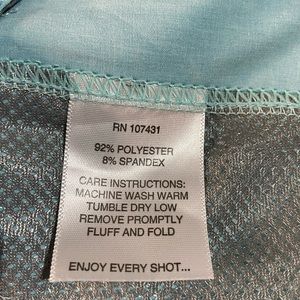 RN 107431
92% POLYESTER
8% SPANDEX
CARE INSTRUCTIONS:
MACHINE WASH WARM
TUMBLE DRY LOW
REMOVE PROMPTLY
FLUFF AND FOLD
ENJOY EVERY SHOT...